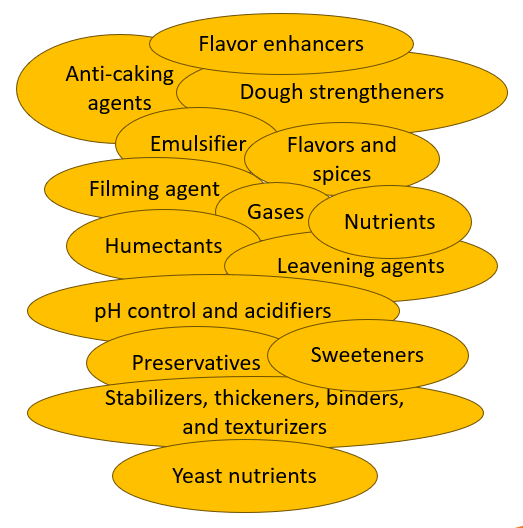 Flavor enhancers
Anti-caking
agents
Dough strengtheners
Emulsifier
Flavors and
spices
Filming agent
Gases
Nutrients
Humectants
Leavening agents
pH control and acidifiers
Preservatives
Sweeteners
Stabilizers, thickeners, binders,
and texturizers
Yeast nutrients